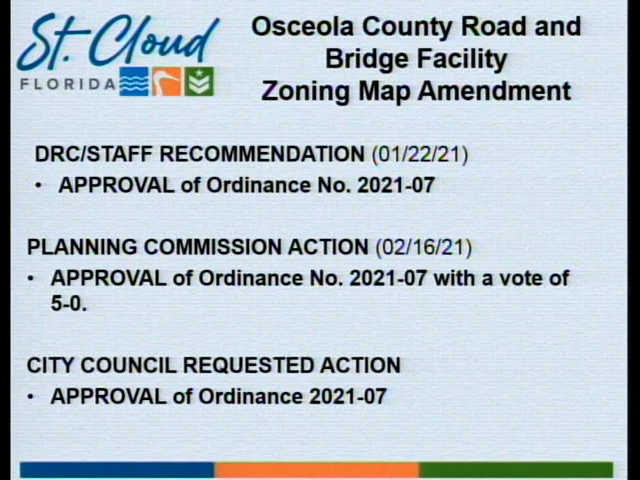 St. Cloud
FLORIDA
Osceola County Road and
Bridge Facility
Zoning Map Amendment
DRC/STAFF RECOMMENDATION (01/22/21)
• APPROVAL of Ordinance No. 2021-07
PLANNING COMMISSION ACTION (02/16/21)
• APPROVAL of Ordinance No. 2021-07 with a vote of
5-0.
CITY COUNCIL REQUESTED ACTION
• APPROVAL of Ordinance 2021-07